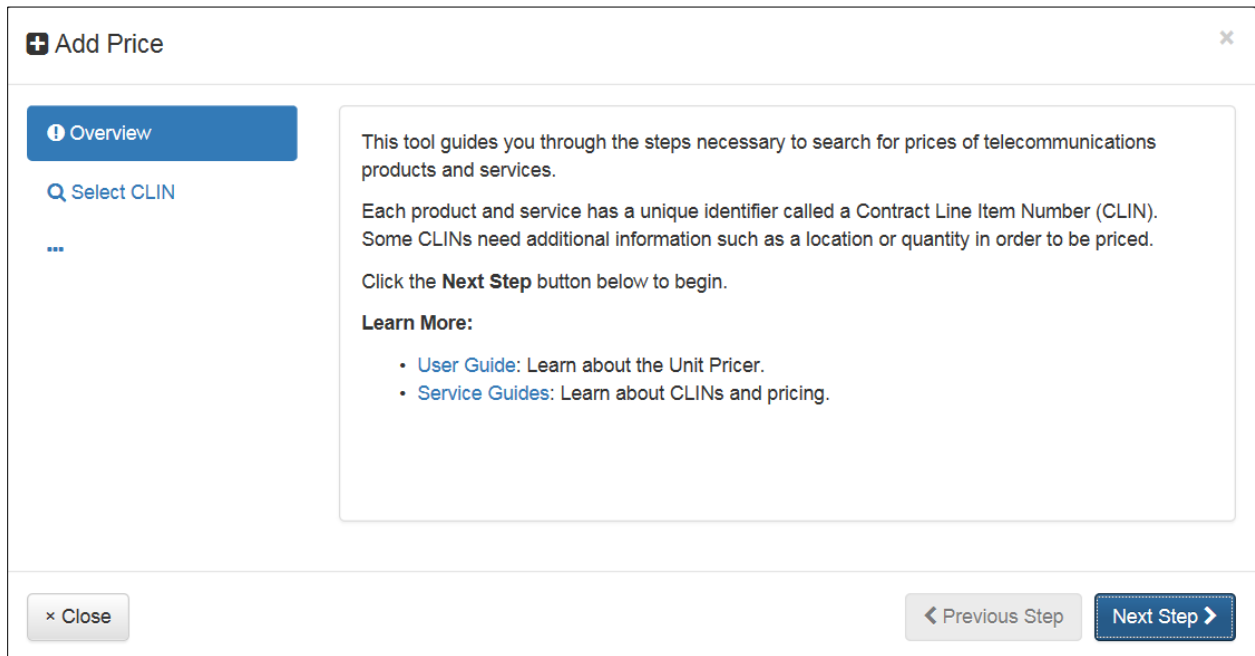 Add Price
×
Overview
Select CLIN
...
This tool guides you through the steps necessary to search for prices of telecommunications
products and services.
Each product and service has a unique identifier called a Contract Line Item Number (CLIN).
Some CLINs need additional information such as a location or quantity in order to be priced.
Click the Next Step button below to begin.
Learn More:
• User Guide: Learn about the Unit Pricer.
• Service Guides: Learn about CLINs and pricing.
× Close
Previous Step
Next Step